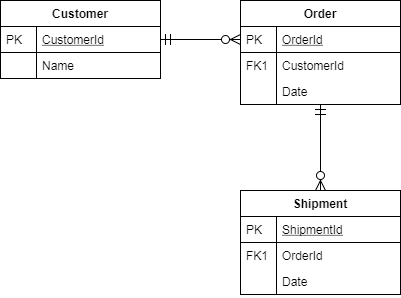 Customer
PK CustomerId
Name
Order
PK OrderId
FK1 CustomerId
Date
Shipment
PK ShipmentId
FK1 OrderId
Date